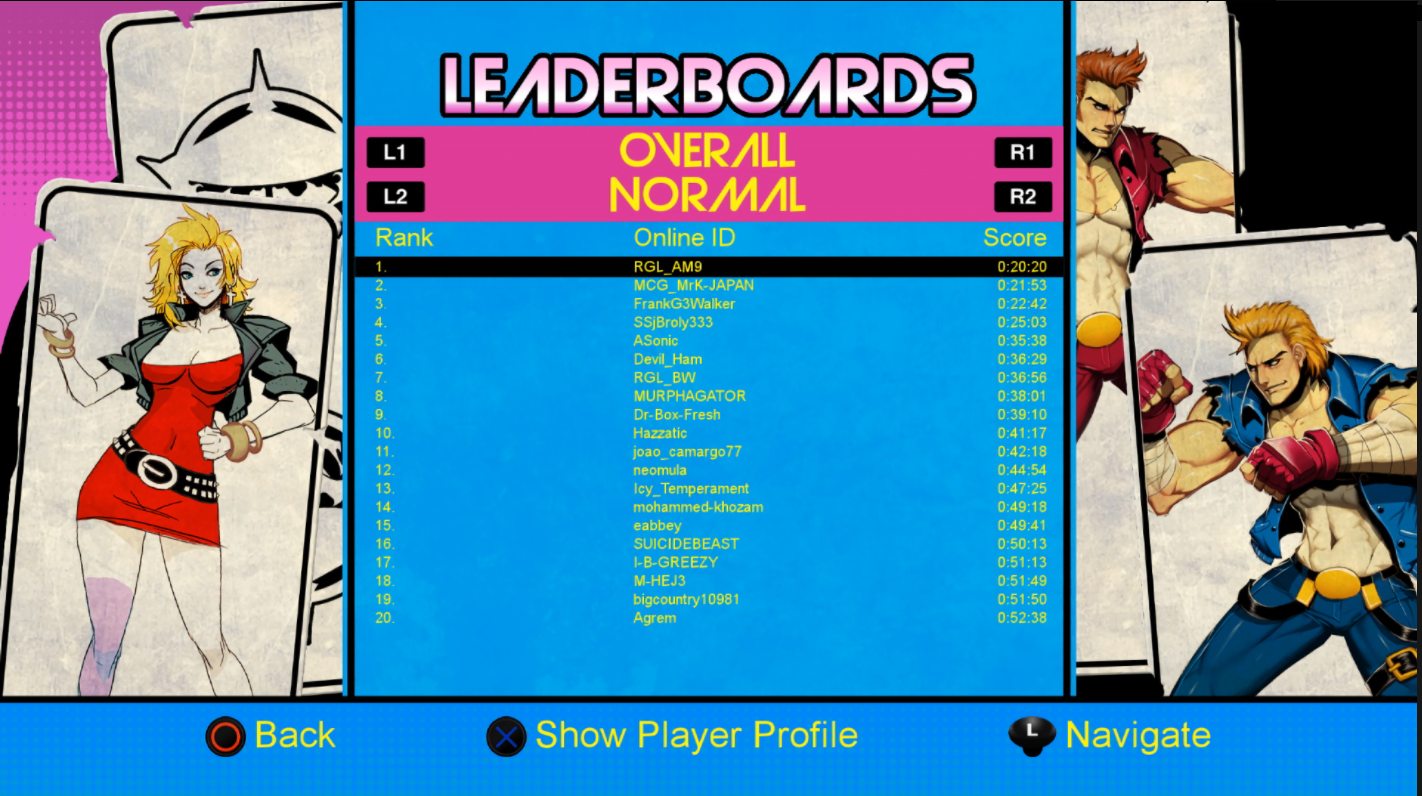 LEADERBOARDS
L1 OVERALL R1
L2 NORMAL R2
Rank Online ID Score
1. RGL_AM9 0:20:20
2. MCG_MrK-JAPAN 0:21:53
3. FrankG3Walker 0:22:42
4. SSjBroly333 0:25:03
5. ASonic 0:35:38
6. Devil_Ham 0:36:29
7. RGL_BW 0:36:56
8. MURPHAGATOR 0:38:01
9. Dr-Box-Fresh 0:39:10
10. Hazzatic 0:41:17
11. joao_camargo77 0:42:18
12. neomula 0:44:54
13. Icy_Temperament 0:47:25
14. mohammed-khozam 0:49:18
15. eabbey 0:49:41
16. SUICIDEBEAST 0:50:13
17. I-B-GREEZY 0:51:13
18. M-HEJ3 0:51:49
19. bigcountry10981 0:51:50
20. Agrem 0:52:38
Back Show Player Profile L Navigate